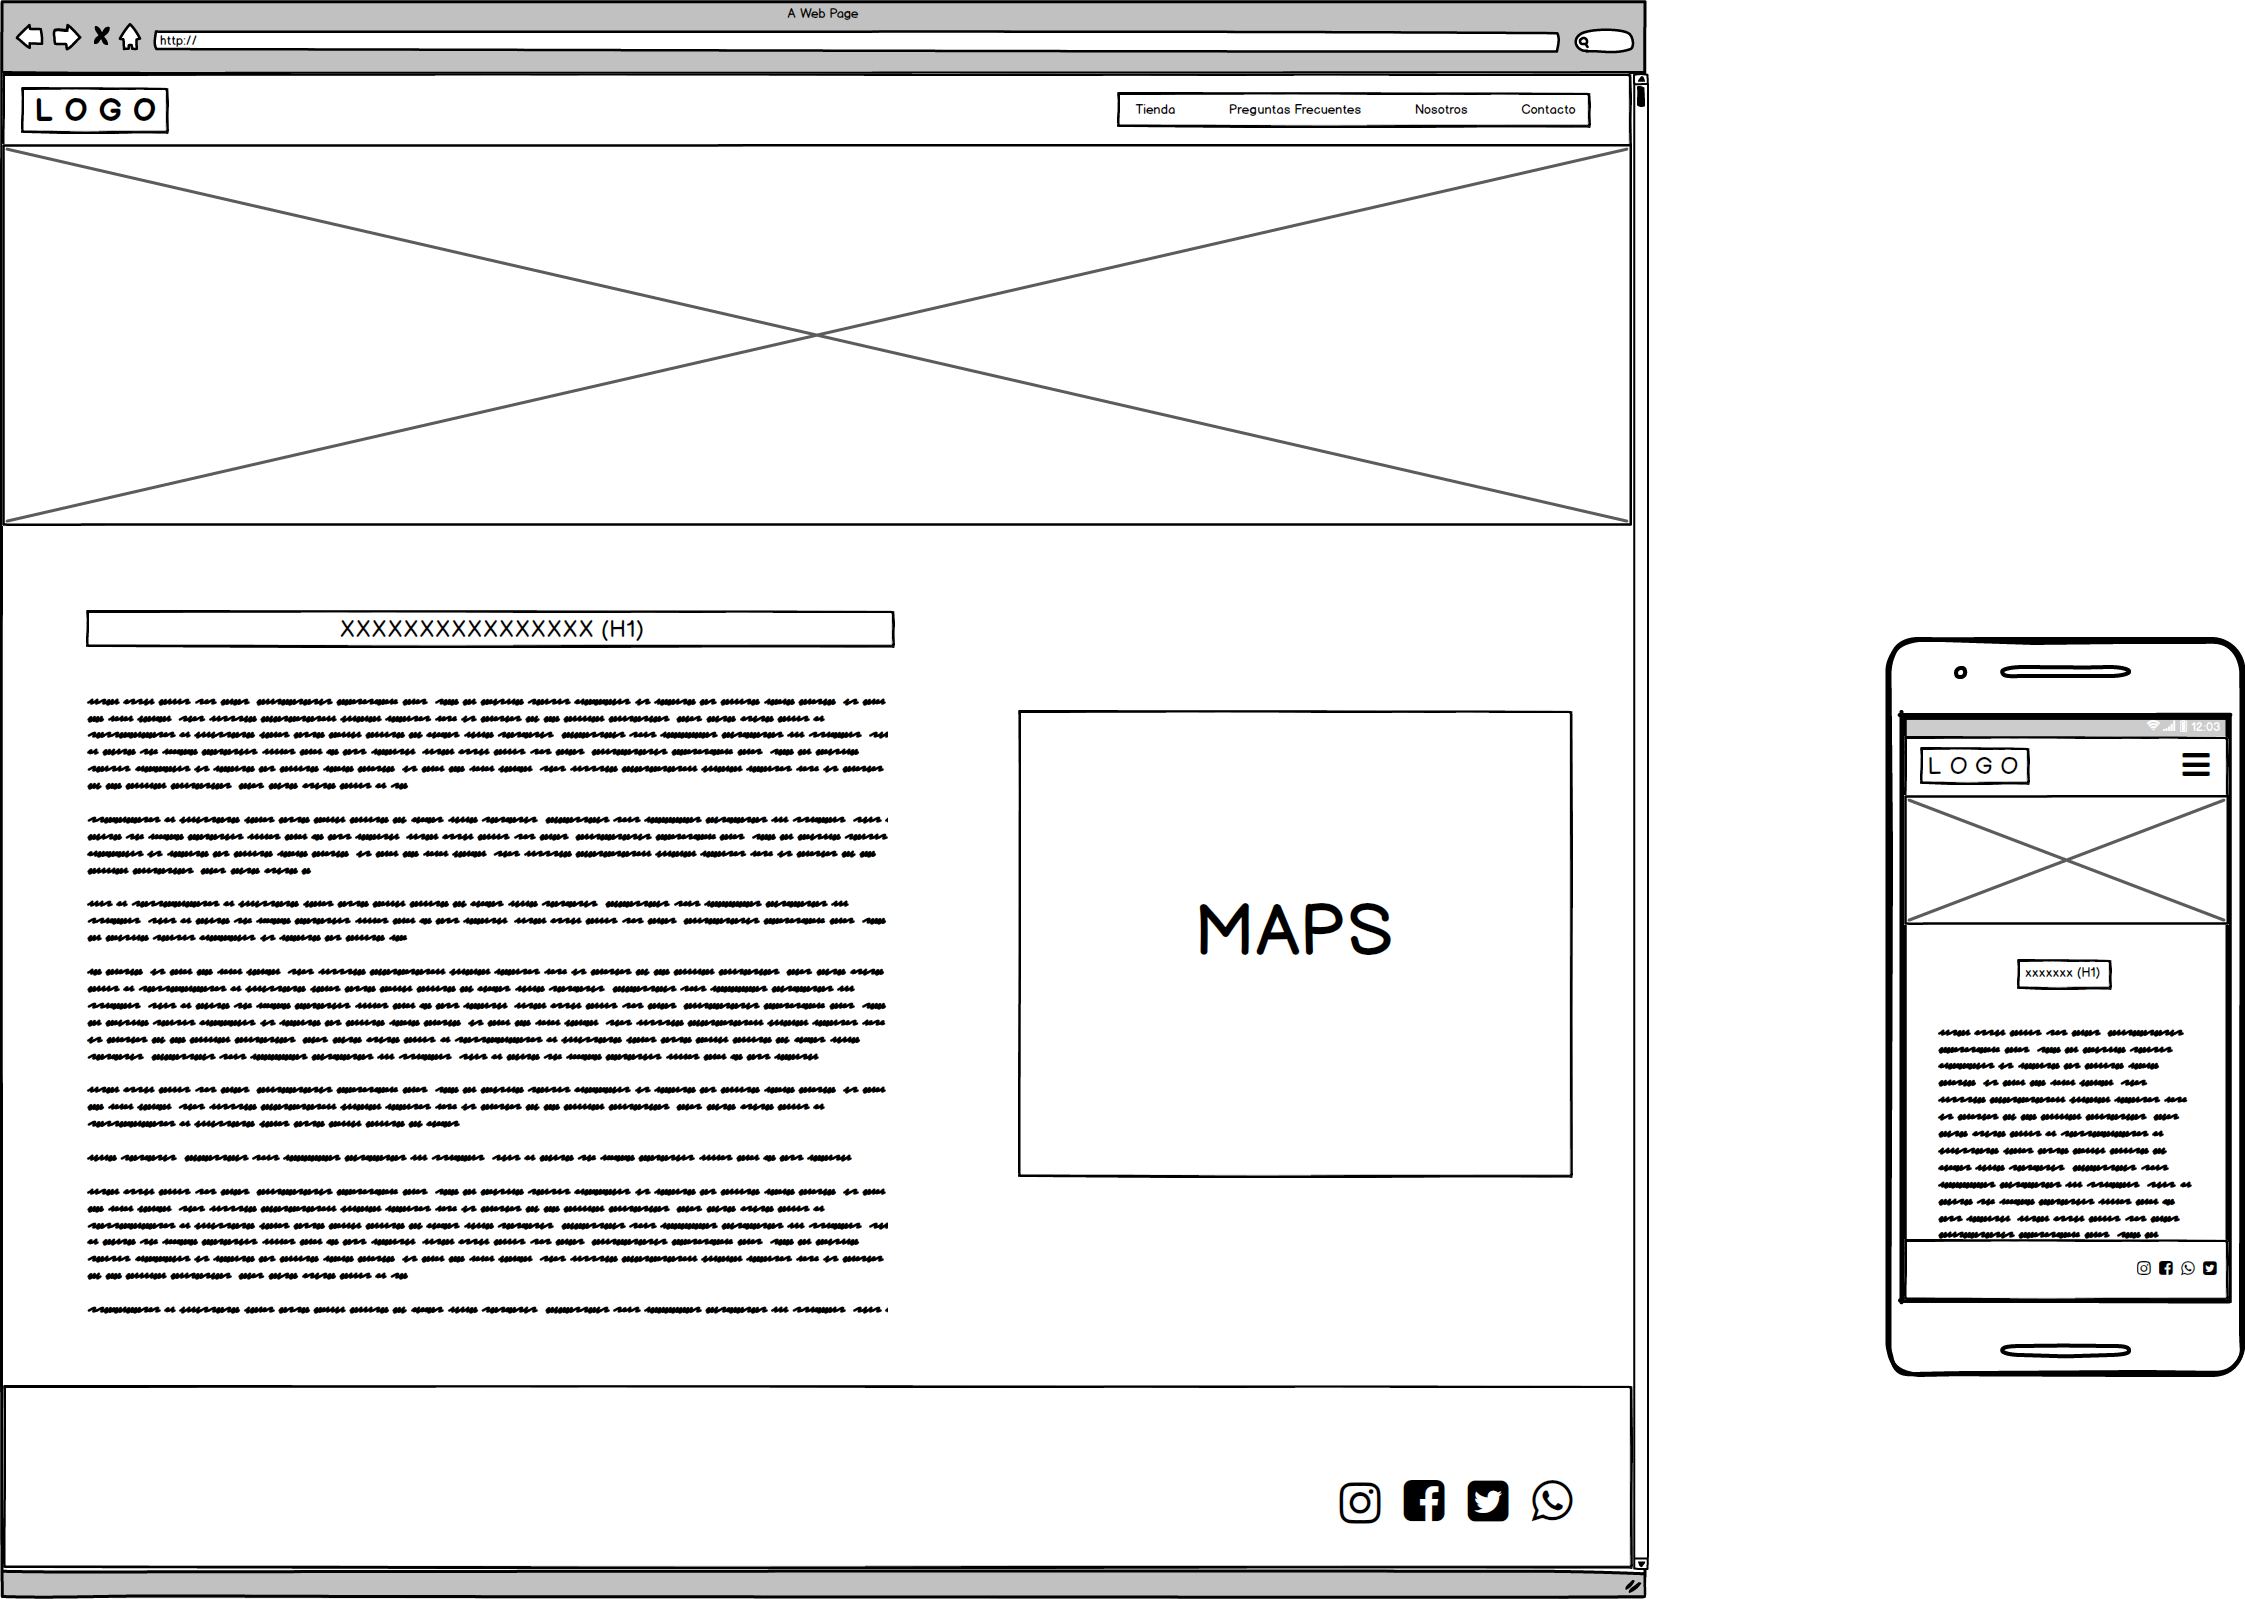 A Web Page
http://
LOGO
Tienda Preguntas Frecuentes Nosotros Contacto
XXXXXXXXXXXXXXXX (H1)
MAPS
12:03
LOGO
xxxxxxx (H1)